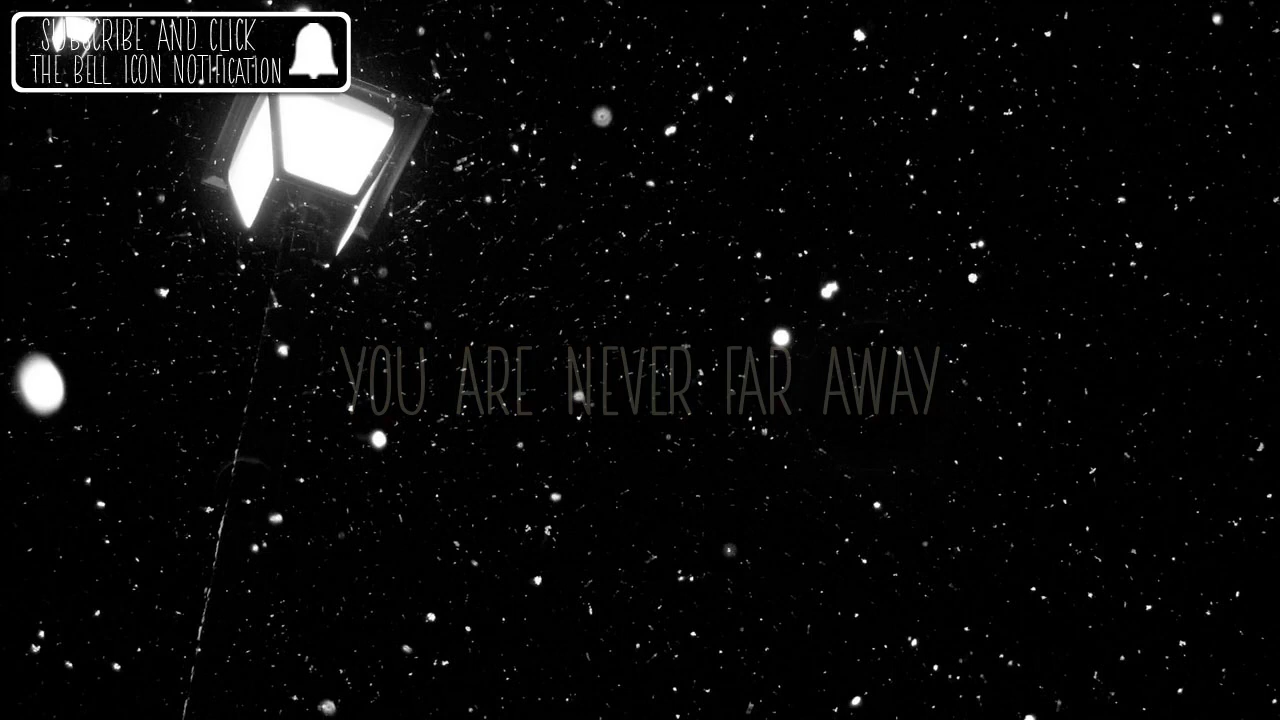 SUBSCRIBE AND CLICK
THE BELL ICON NOTIFICATION
YOU ARE NEVER FAR AWAY